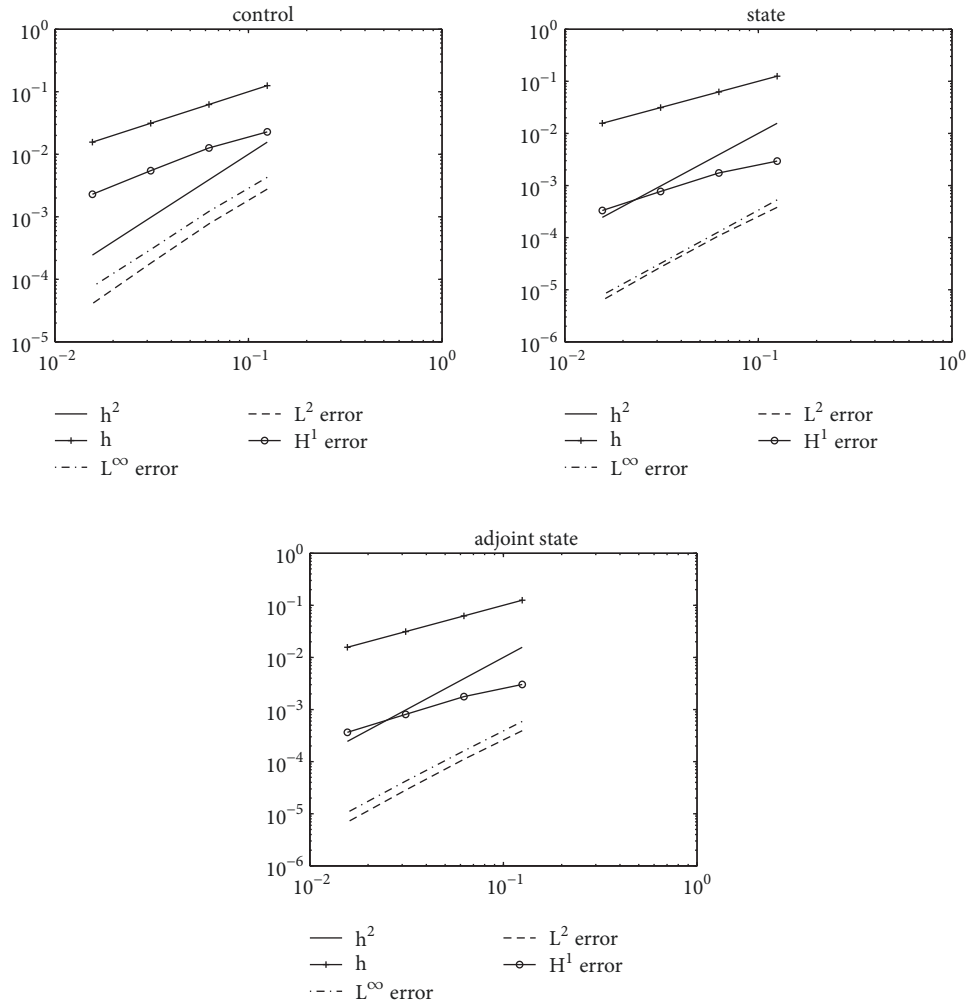 control
10^0
10^-1
10^-2
10^-3
10^-4
10^-5
10^-2 10^-1 10^0
h^2
h
L^∞ error
L^2 error
H^1 error
state
10^0
10^-1
10^-2
10^-3
10^-4
10^-5
10^-6
10^-2 10^-1 10^0
h^2
h
L^∞ error
L^2 error
H^1 error
adjoint state
10^0
10^-1
10^-2
10^-3
10^-4
10^-5
10^-6
10^-2 10^-1 10^0
h^2
h
L^∞ error
L^2 error
H^1 error